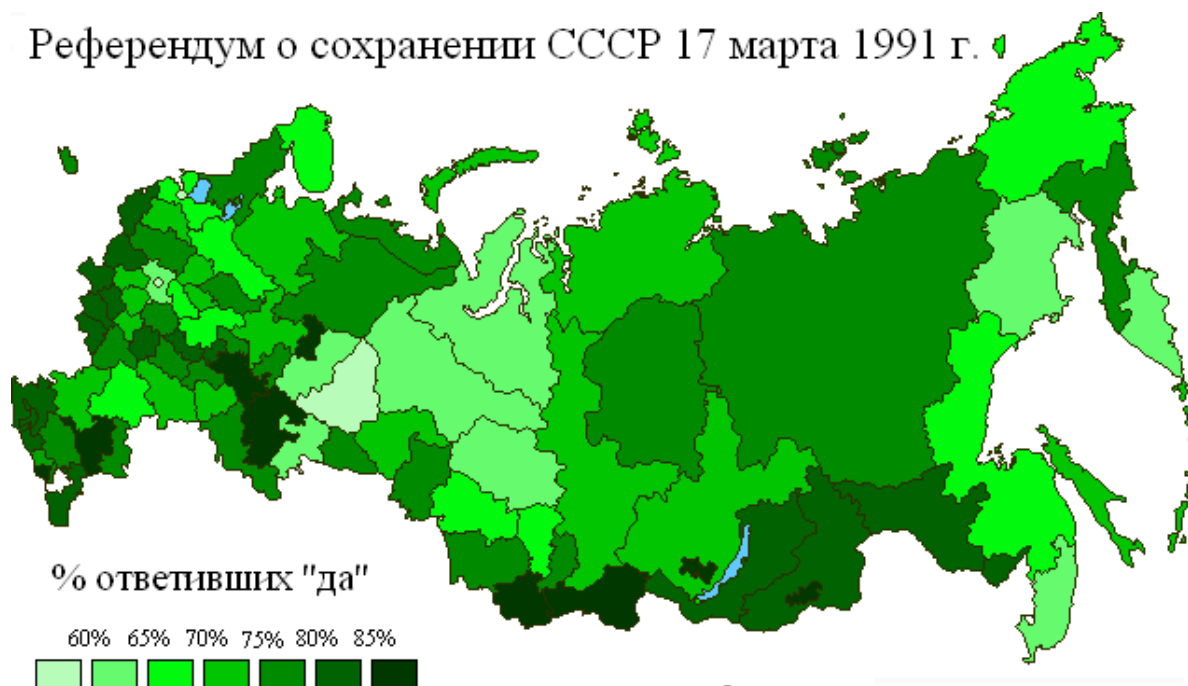 Референдум о сохранении СССР 17 марта 1991 г.
% ответивших "да"
60% 65% 70% 75% 80% 85%